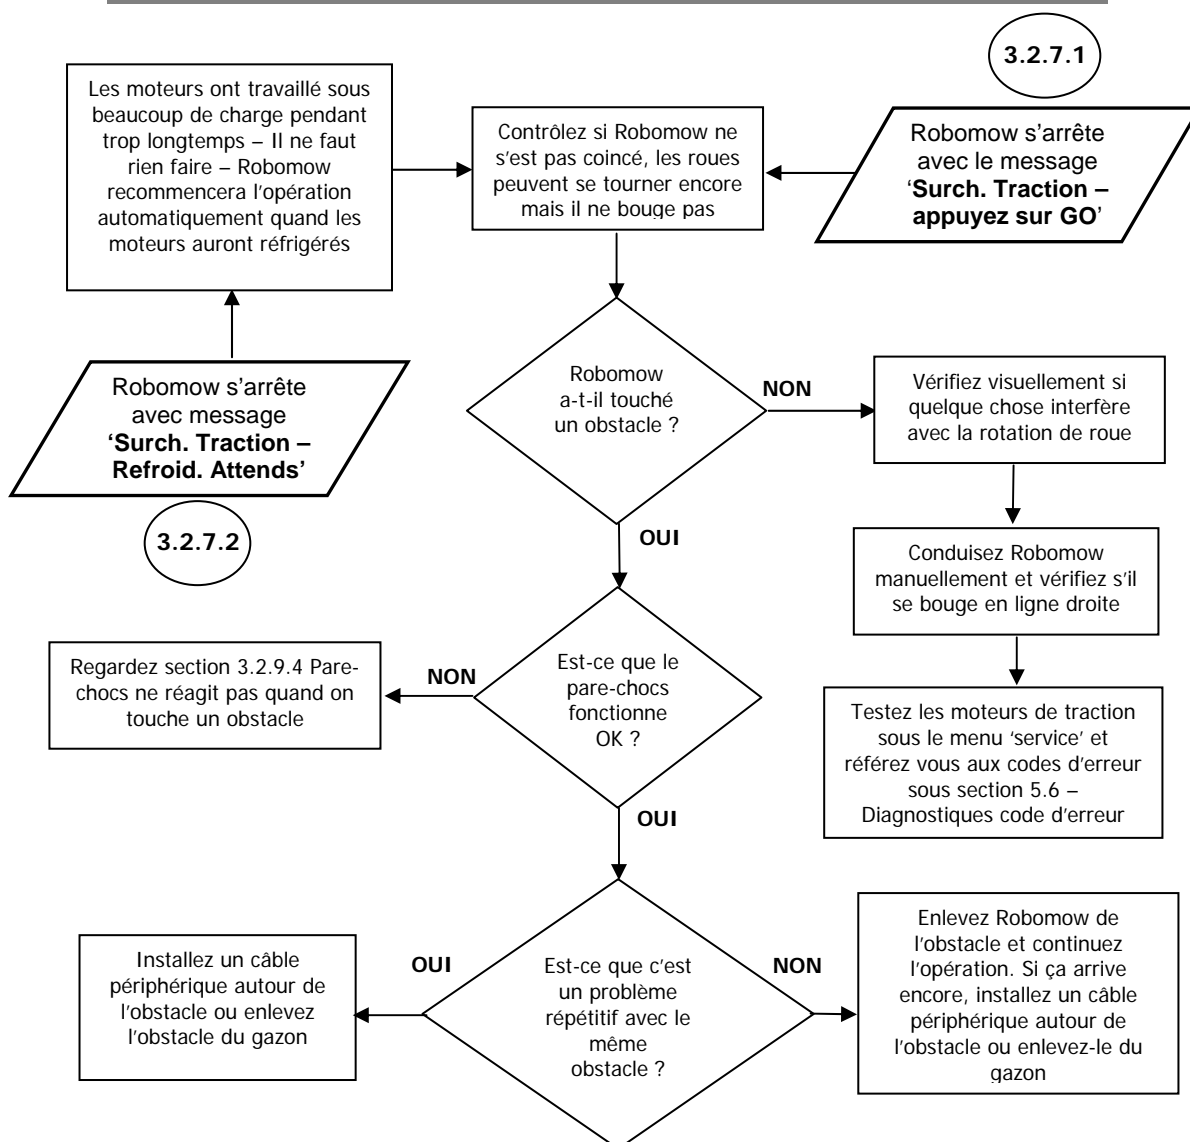 3.2.7.1
Les moteurs ont travaillé sous
beaucoup de charge pendant
trop longtemps – Il ne faut
rien faire – Robomow
recommencera l'opération
automatiquement quand les
moteurs auront réfrigérés
Contrôlez si Robomow ne
s'est pas coincé, les roues
peuvent se tourner encore
mais il ne bouge pas
Robomow s'arrête
avec le message
'Surch. Traction –
appuyez sur GO'
Robomow s'arrête
avec message
'Surch. Traction –
Refroid. Attends'
3.2.7.2
Robomow
a-t-il touché
un obstacle ?
NON
Vérifiez visuellement si
quelque chose interfère
avec la rotation de roue
OUI
Conduisez Robomow
manuellement et vérifiez s'il
se bouge en ligne droite
Regardez section 3.2.9.4 Pare-
chocs ne réagit pas quand on
touche un obstacle
NON
Est-ce que le
pare-chocs
fonctionne
OK ?
Testez les moteurs de traction
sous le menu 'service' et
référez vous aux codes d'erreur
sous section 5.6 –
Diagnostiques code d'erreur
OUI
Installez un câble
périphérique autour de
l'obstacle ou enlevez
l'obstacle du gazon
OUI
Est-ce que c'est
un problème
répétitif avec le
même
obstacle ?
NON
Enlevez Robomow de
l'obstacle et continuez
l'opération. Si ça arrive
encore, installez un câble
périphérique autour de
l'obstacle ou enlevez-le du
gazon